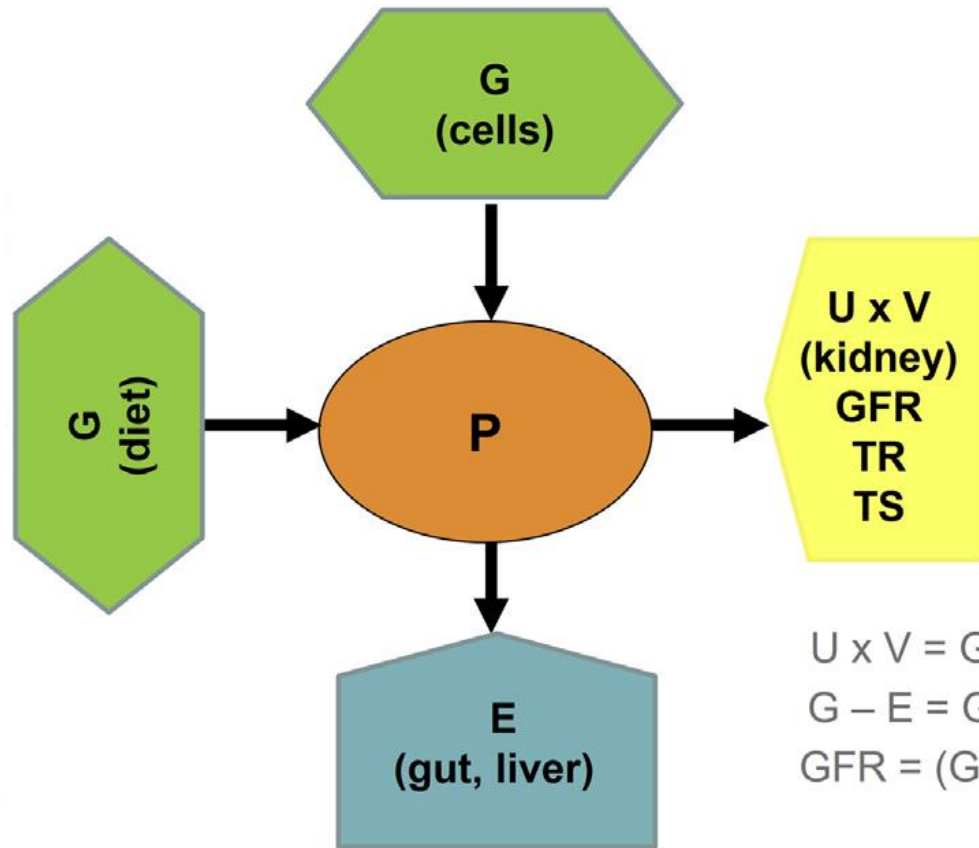 G
(cells)
G
(diet)
P
U x V
(kidney)
GFR
TR
TS
E
(gut, liver)
U x V = G
G – E = G
GFR = (G